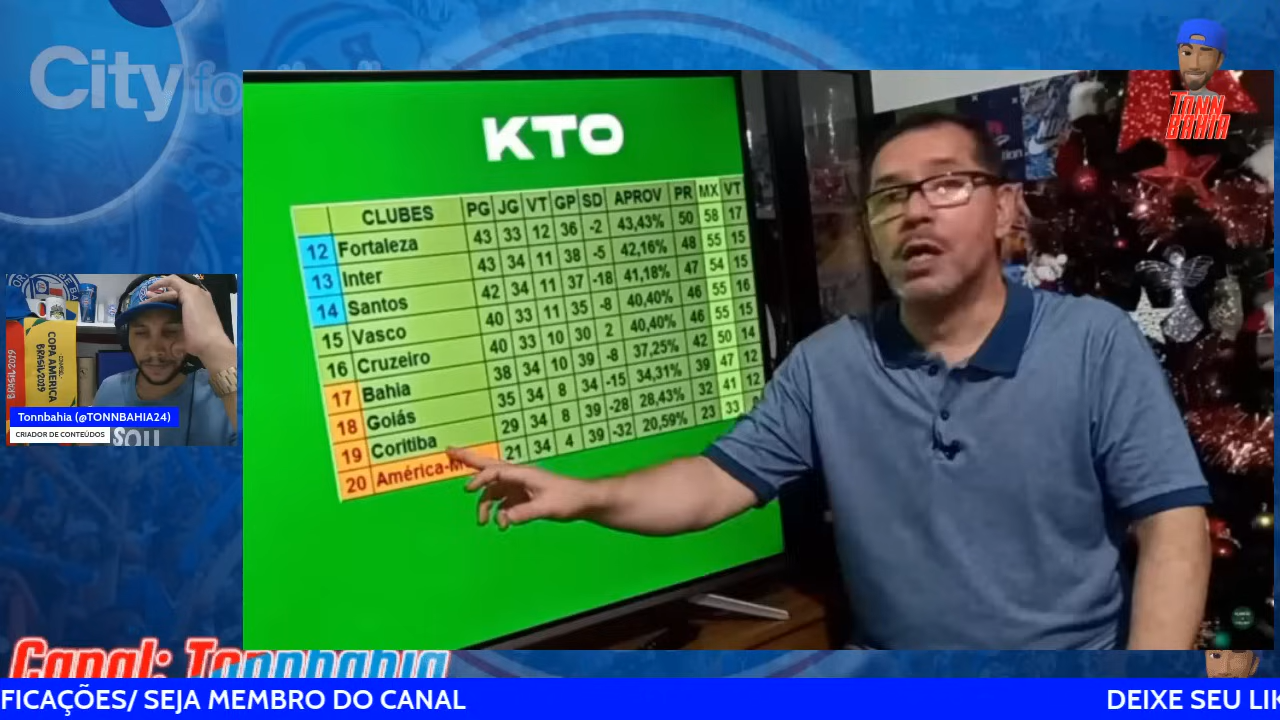 City fo
TONN
BAHIA
KTO
CLUBES PG JG VT GP SD APROV PR MX VT
12 Fortaleza 43 33 12 36 -2 43,43% 50 58 17
13 Inter 43 34 11 38 -5 42,16% 48 55 15
14 Santos 42 34 11 37 -18 41,18% 47 54 15
15 Vasco 40 33 11 35 -8 40,40% 46 55 16
16 Cruzeiro 40 33 10 30 2 40,40% 46 55 15
17 Bahia 38 34 10 39 -8 37,25% 42 50 14
18 Goiás 35 34 8 34 -15 34,31% 39 47 12
19 Coritiba 29 34 8 39 -28 28,43% 32 41 12
20 América-M 21 34 4 39 -32 20,59% 23 33
COPA AMERICA
BRASIL 2019
BRASIL2019
Tonnbahia (@TONNBAHIA24)
CRIADOR DE CONTEÚDOS
SOU
Canal: Tonnbahia
FICAÇÕES/ SEJA MEMBRO DO CANAL
DEIXE SEU LIK